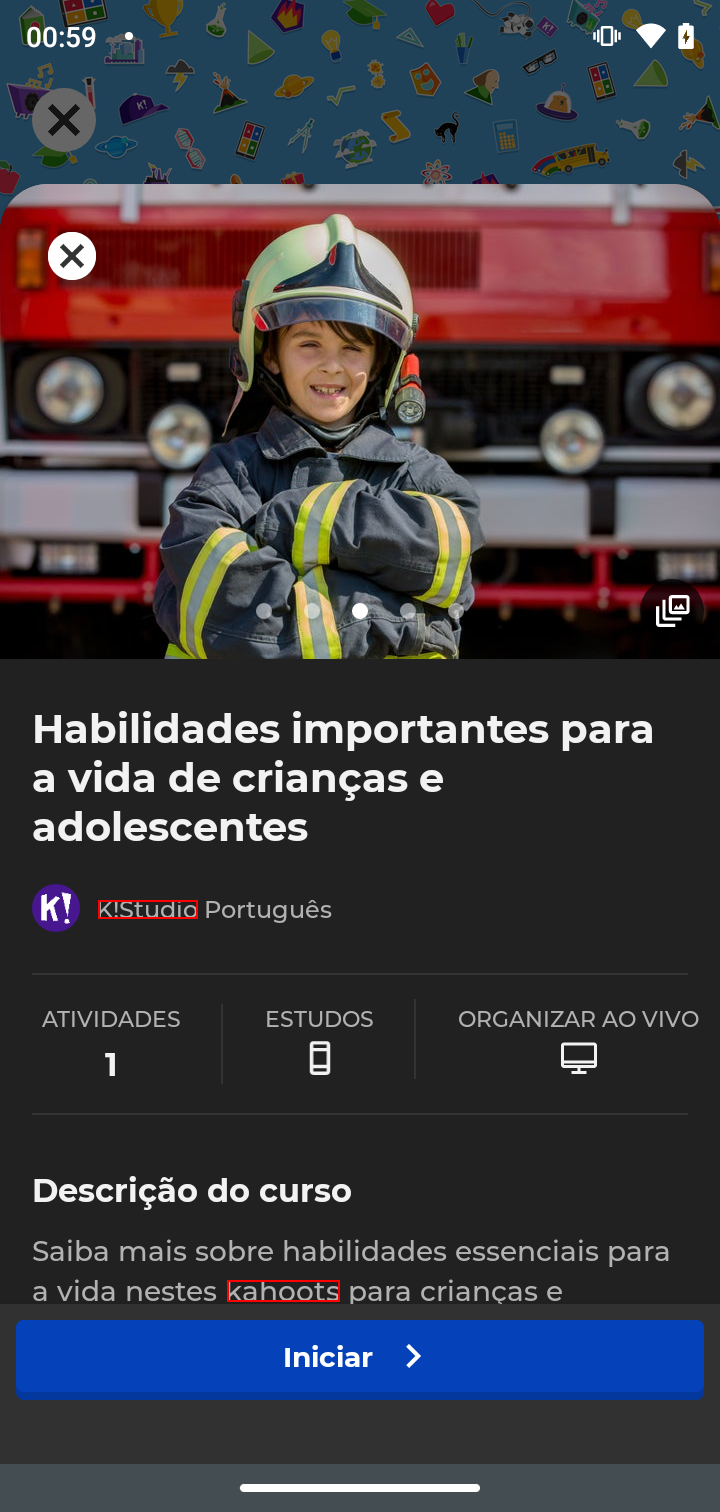 00:59
Habilidades importantes para
a vida de crianças e
adolescentes
K! K!Studio Português
ATIVIDADES ESTUDOS ORGANIZAR AO VIVO
1
Descrição do curso
Saiba mais sobre habilidades essenciais para
a vida nestes kahoots para crianças e
Iniciar